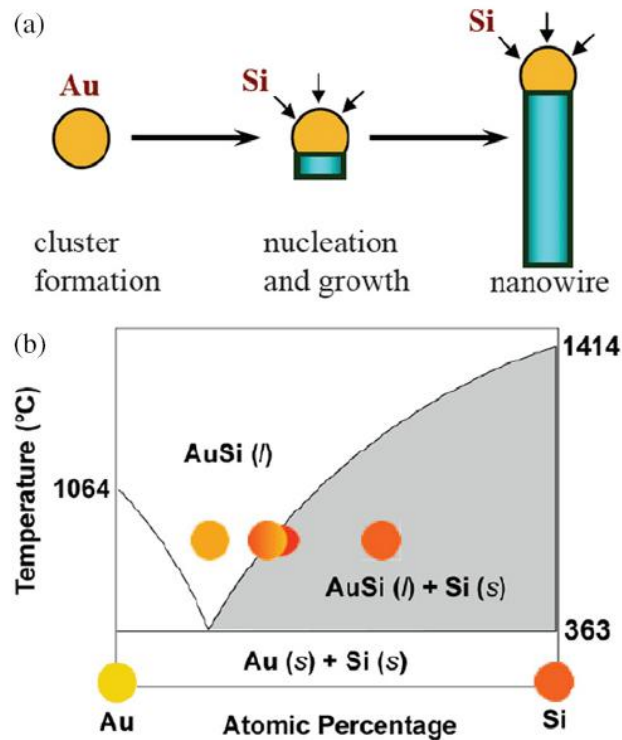 (a)
Au
Si
Si
cluster
formation
nucleation
and growth
nanowire
(b)
Temperature (°C)
1414
1064
363
AuSi (l)
AuSi (l) + Si (s)
Au (s) + Si (s)
Au
Atomic Percentage
Si